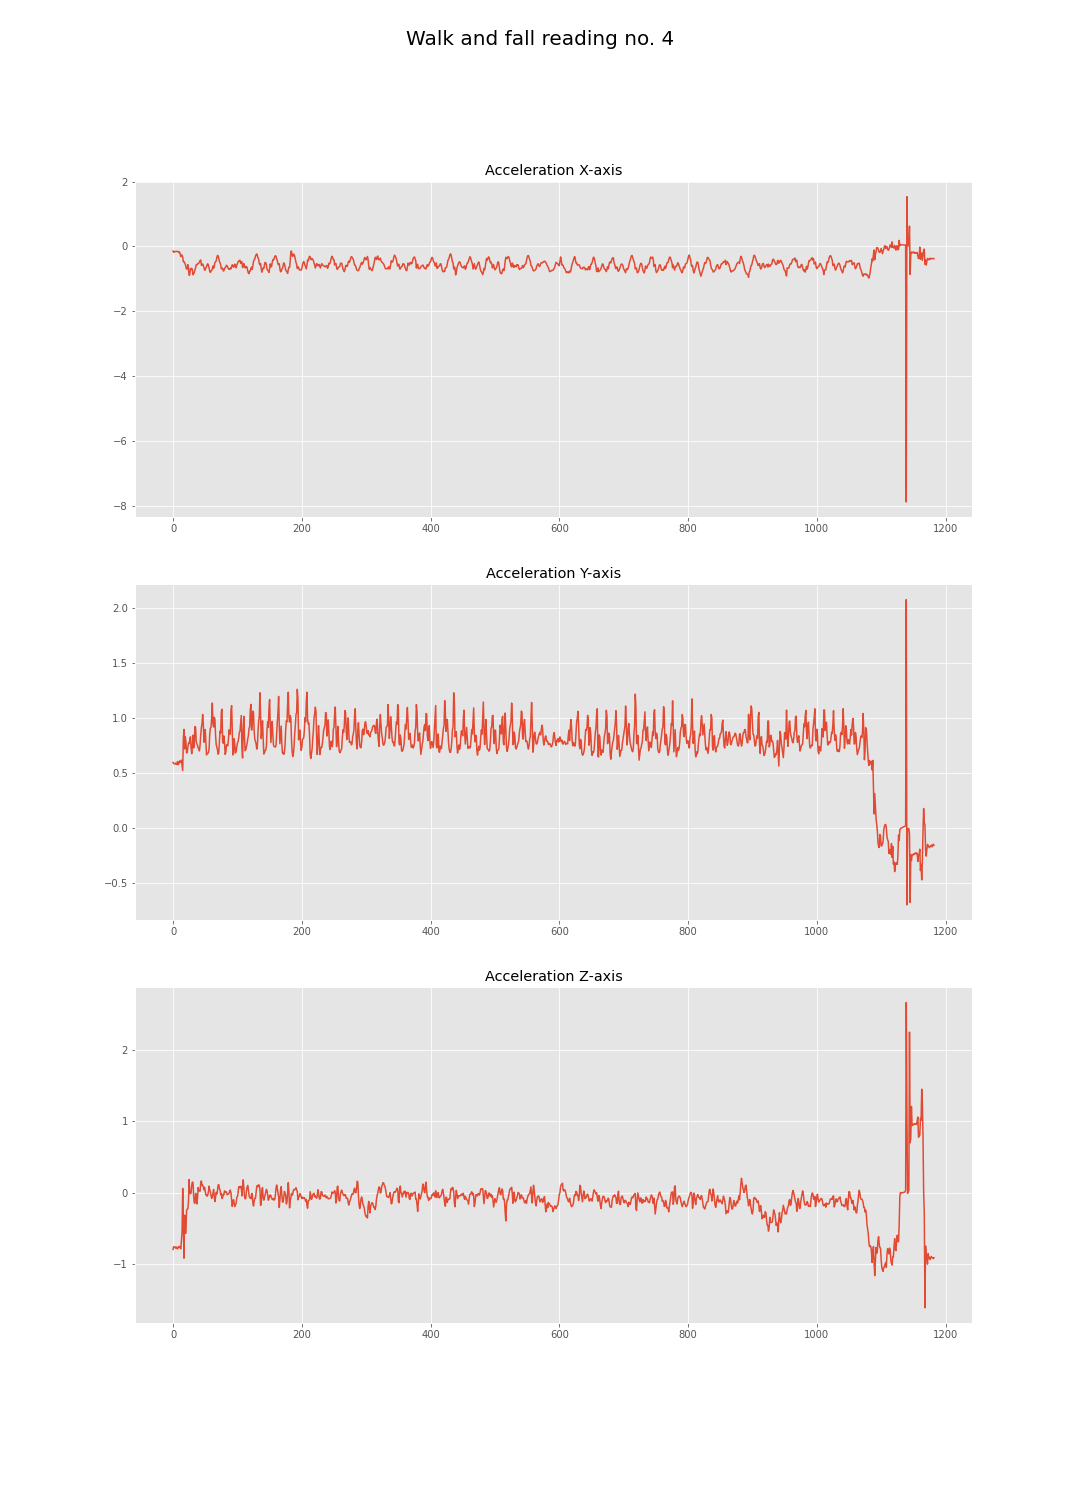 Walk and fall reading no. 4
Acceleration X-axis
2
0
−2
−4
−6
−8
0 200 400 600 800 1000 1200
Acceleration Y-axis
2.0
1.5
1.0
0.5
0.0
−0.5
0 200 400 600 800 1000 1200
Acceleration Z-axis
2
1
0
−1
0 200 400 600 800 1000 1200